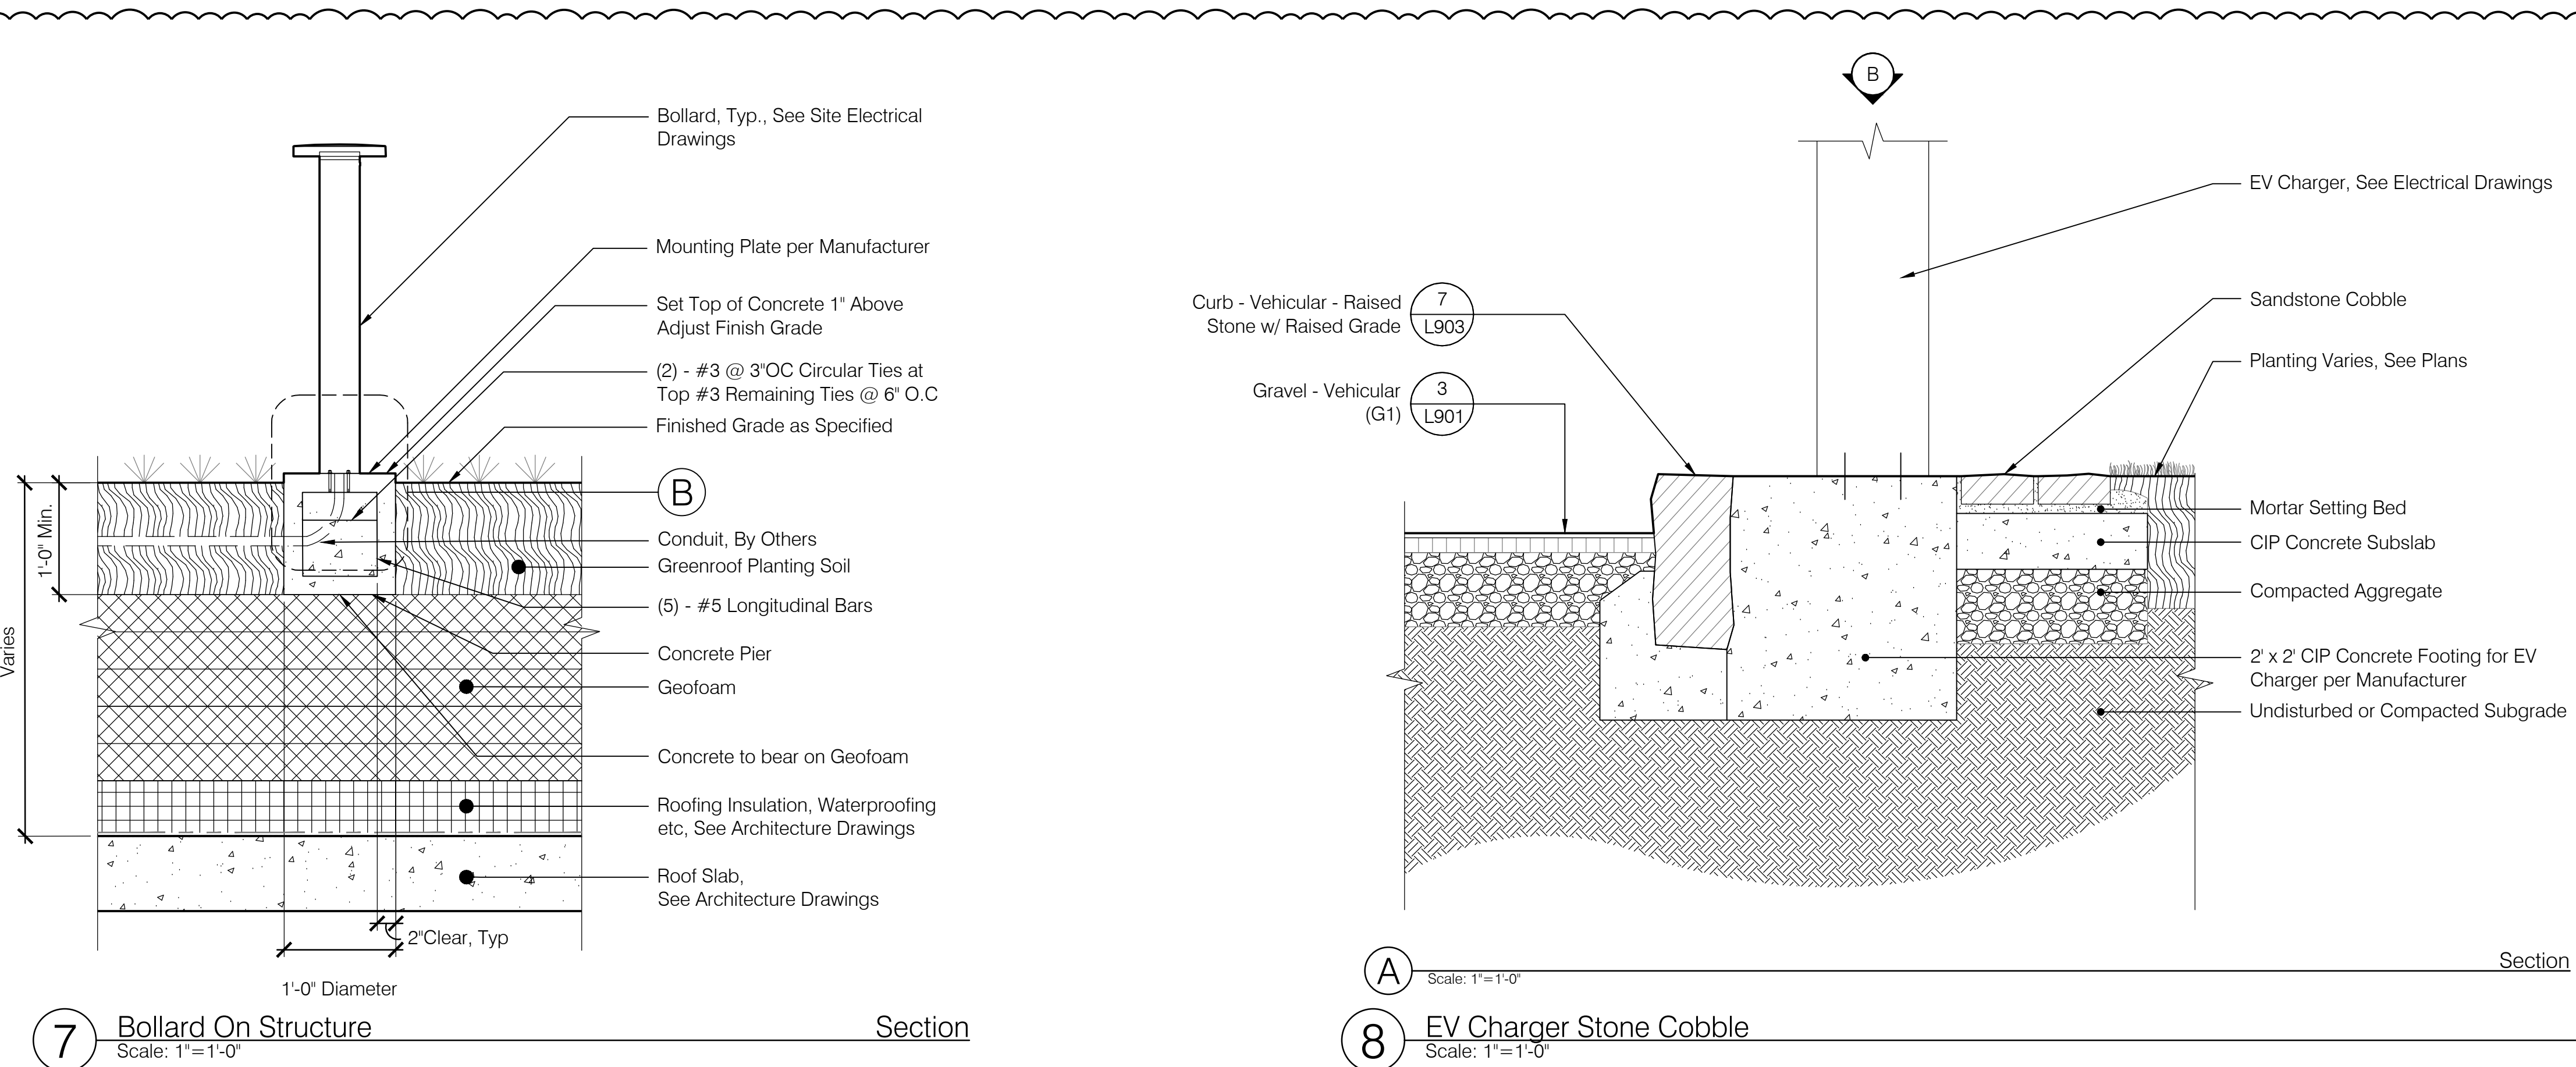 Bollard, Typ., See Site Electrical
Drawings
Mounting Plate per Manufacturer
Set Top of Concrete 1" Above
Adjust Finish Grade
(2) - #3 @ 3"OC Circular Ties at
Top #3 Remaining Ties @ 6" O.C
Finished Grade as Specified
B
Conduit, By Others
Greenroof Planting Soil
(5) - #5 Longitudinal Bars
Concrete Pier
Geofoam
Concrete to bear on Geofoam
Roofing Insulation, Waterproofing
etc, See Architecture Drawings
Roof Slab,
See Architecture Drawings
1'-0" Min.
Varies
2"Clear, Typ
1'-0" Diameter
7
Bollard On Structure
Section
Scale: 1"=1'-0"
B
EV Charger, See Electrical Drawings
Curb - Vehicular - Raised
Stone w/ Raised Grade
7
L903
Gravel - Vehicular
(G1)
3
L901
Sandstone Cobble
Planting Varies, See Plans
Mortar Setting Bed
CIP Concrete Subslab
Compacted Aggregate
2' x 2' CIP Concrete Footing for EV
Charger per Manufacturer
Undisturbed or Compacted Subgrade
A
Section
Scale: 1"=1'-0"
8
EV Charger Stone Cobble
Scale: 1"=1'-0"